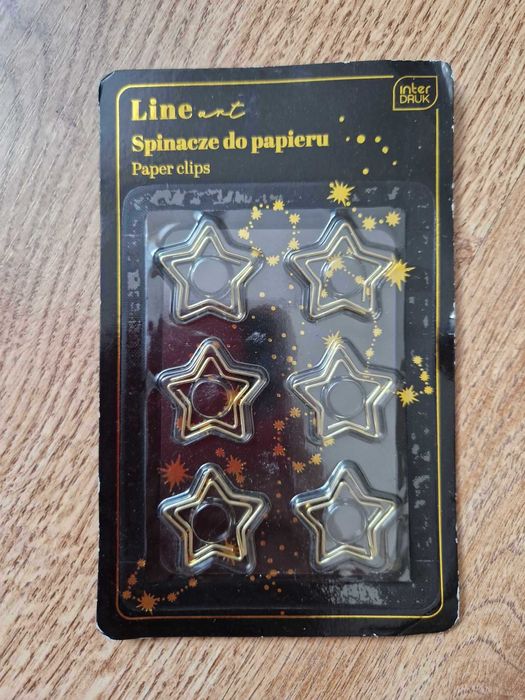 Line art
inter
DRUK
Spinacze do papieru
Paper clips